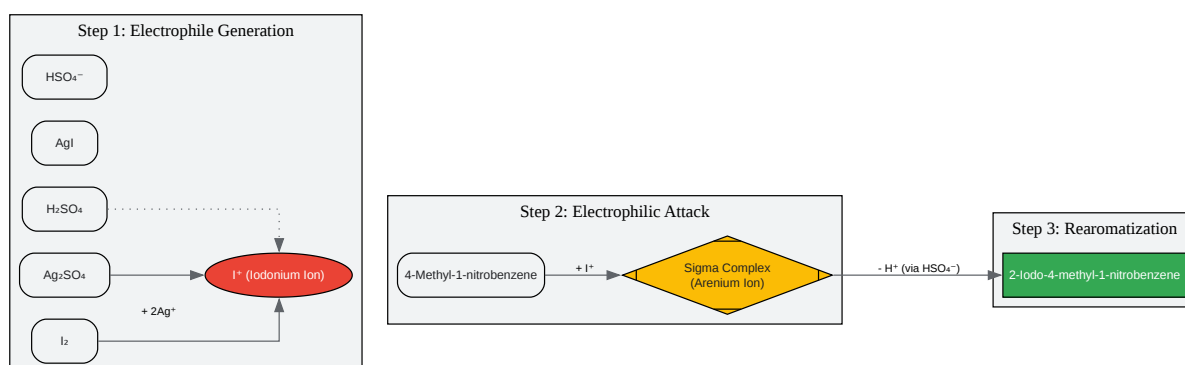 Step 1: Electrophile Generation
HSO₄⁻
AgI
H₂SO₄
Ag₂SO₄
I⁺ (Iodonium Ion)
+ 2Ag⁺
I₂
Step 2: Electrophilic Attack
4-Methyl-1-nitrobenzene
+ I⁺
Sigma Complex
(Arenium Ion)
- H⁺ (via HSO₄⁻)
Step 3: Rearomatization
2-Iodo-4-methyl-1-nitrobenzene